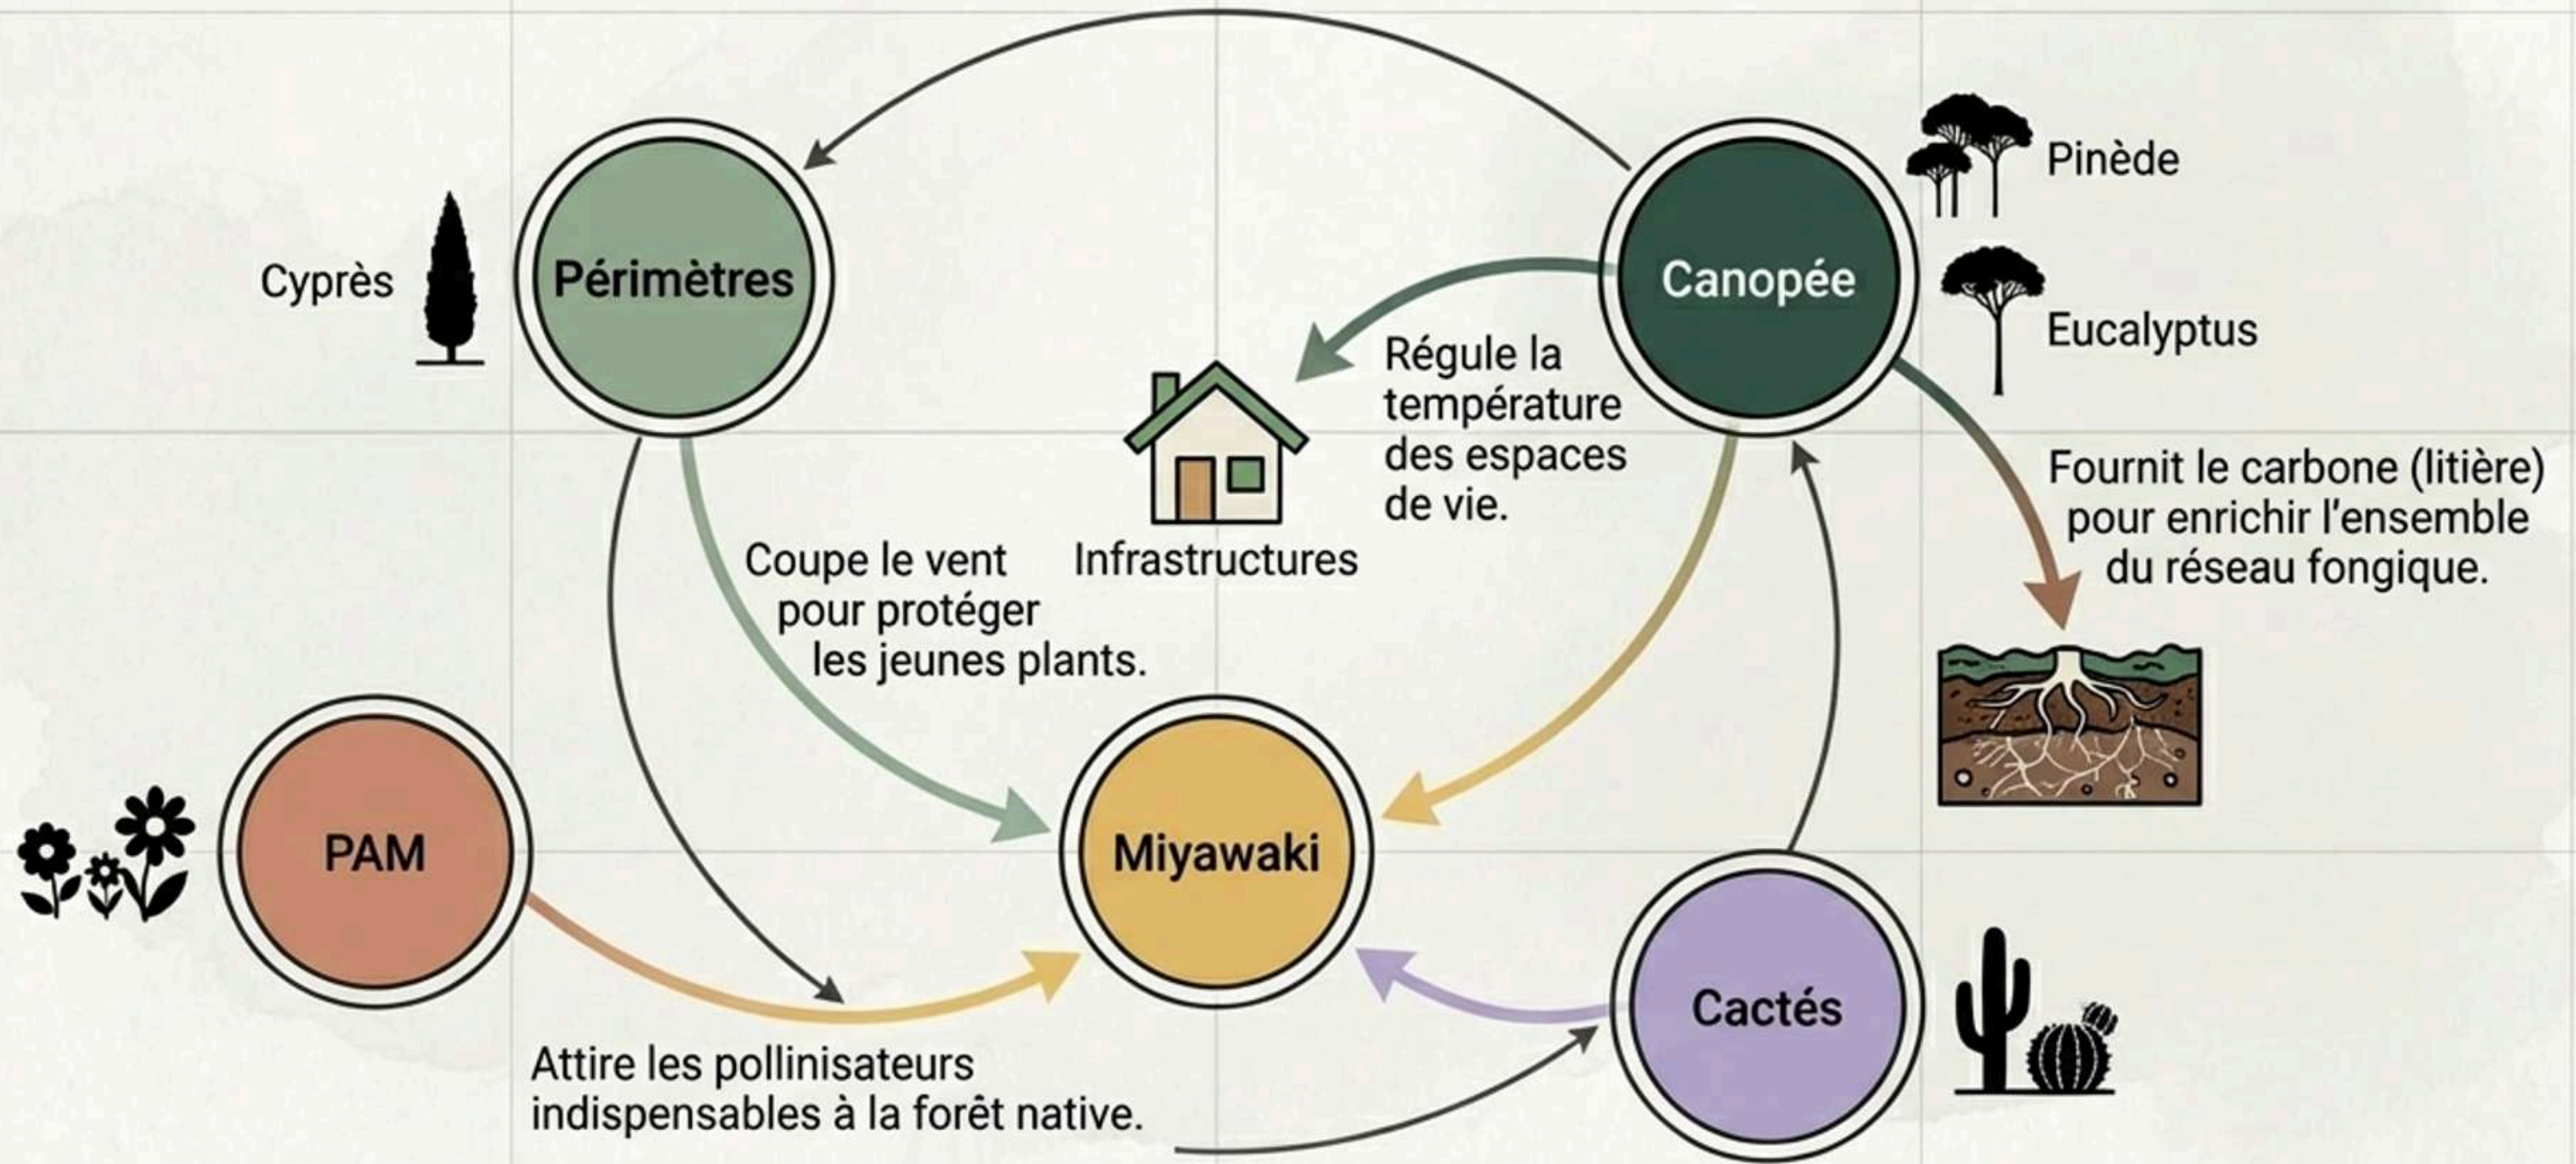 Pinède
Cyprès
Périmètres
Canopée
Eucalyptus
Régule la
température
des espaces
de vie.
Fournit le carbone (litière)
pour enrichir l'ensemble
du réseau fongique.
Coupe le vent
pour protéger
les jeunes plants.
Infrastructures
PAM
Miyawaki
Cactés
Attire les pollinisateurs
indispensables à la forêt native.